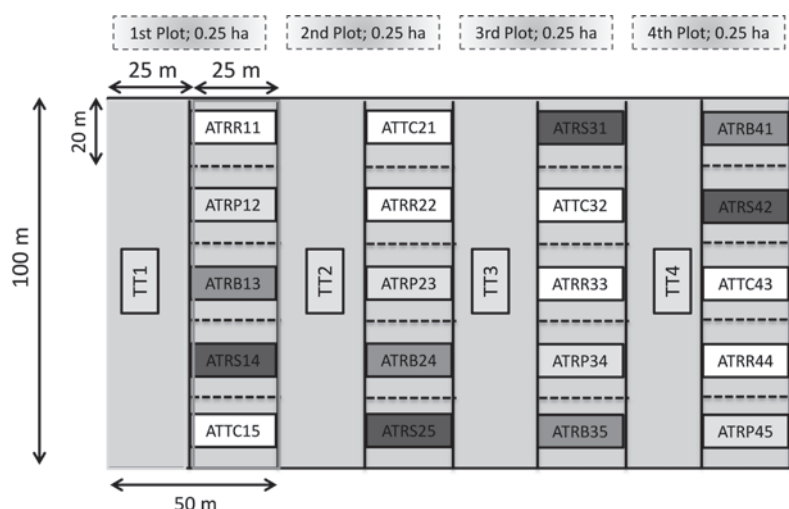 1st Plot; 0.25 ha
2nd Plot; 0.25 ha
3rd Plot; 0.25 ha
4th Plot; 0.25 ha
25 m
25 m
20 m
100 m
ATRR11
ATTC21
ATRS31
ATRB41
ATRP12
ATRR22
ATTC32
ATRS42
TT1
ATRB13
TT2
ATRP23
TT3
ATRR33
TT4
ATTC43
ATRS14
ATRB24
ATRP34
ATRR44
ATTC15
ATRS25
ATRB35
ATRP45
50 m